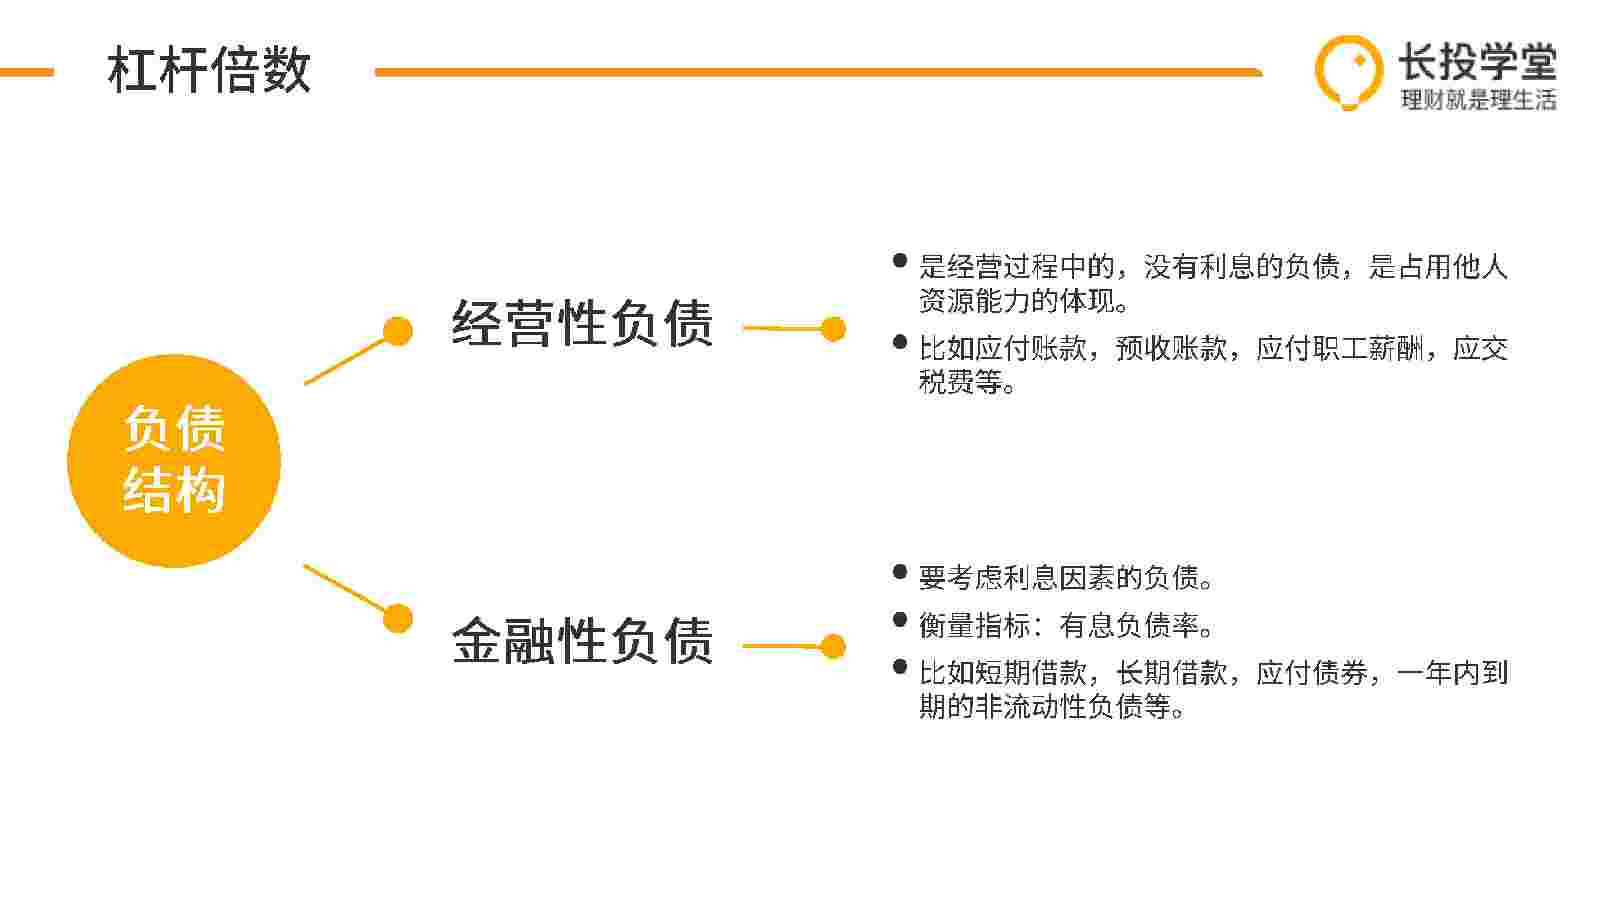 杠杆倍数
长投学堂
理财就是理生活
负债
结构
经营性负债
是经营过程中的，没有利息的负债，是占用他人
资源能力的体现。
比如应付账款，预收账款，应付职工薪酬，应交
税费等。
金融性负债
要考虑利息因素的负债。
衡量指标：有息负债率。
比如短期借款，长期借款，应付债券，一年内到
期的非流动性负债等。